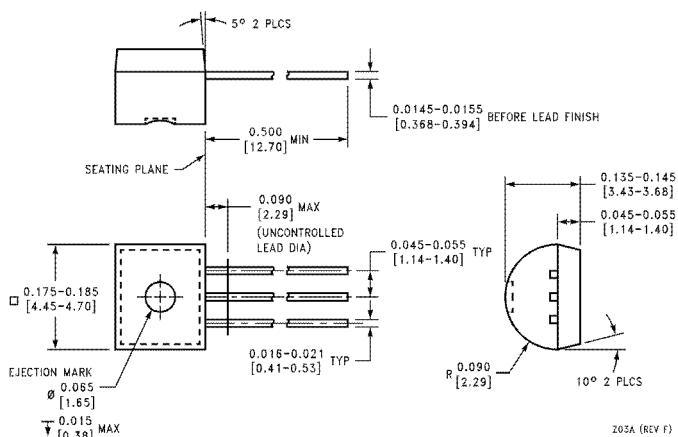 5° 2 PLCS
0.0145-0.0155
[0.368-0.394]
BEFORE LEAD FINISH
0.500
[12.70]
MIN
SEATING PLANE
0.090
[2.29]
MAX
(UNCONTROLLED
LEAD DIA)
0.135-0.145
[3.43-3.68]
0.045-0.055
[1.14-1.40]
0.045-0.055
[1.14-1.40]
TYP
0.175-0.185
[4.45-4.70]
0.016-0.021
[0.41-0.53]
TYP
EJECTION MARK
Ø 0.065
[1.65]
0.015
[0.38]
MAX
R 0.090
[2.29]
10° 2 PLCS
Z03A (REV F)